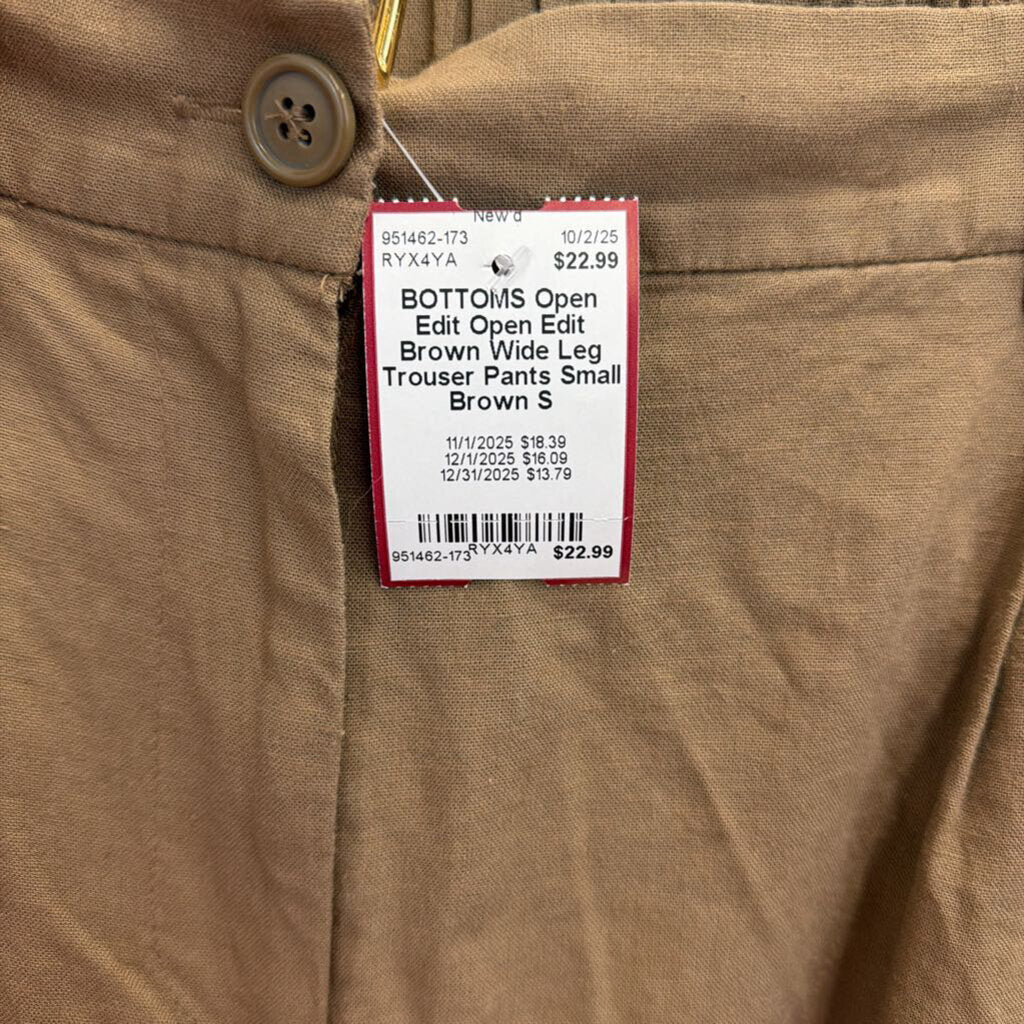 New'd
951462-173 10/2/25
RYX4YA $22.99
BOTTOMS Open
Edit Open Edit
Brown Wide Leg
Trouser Pants Small
Brown S
11/1/2025 $18.39
12/1/2025 $16.09
12/31/2025 $13.79
951462-173 RYX4YA $22.99